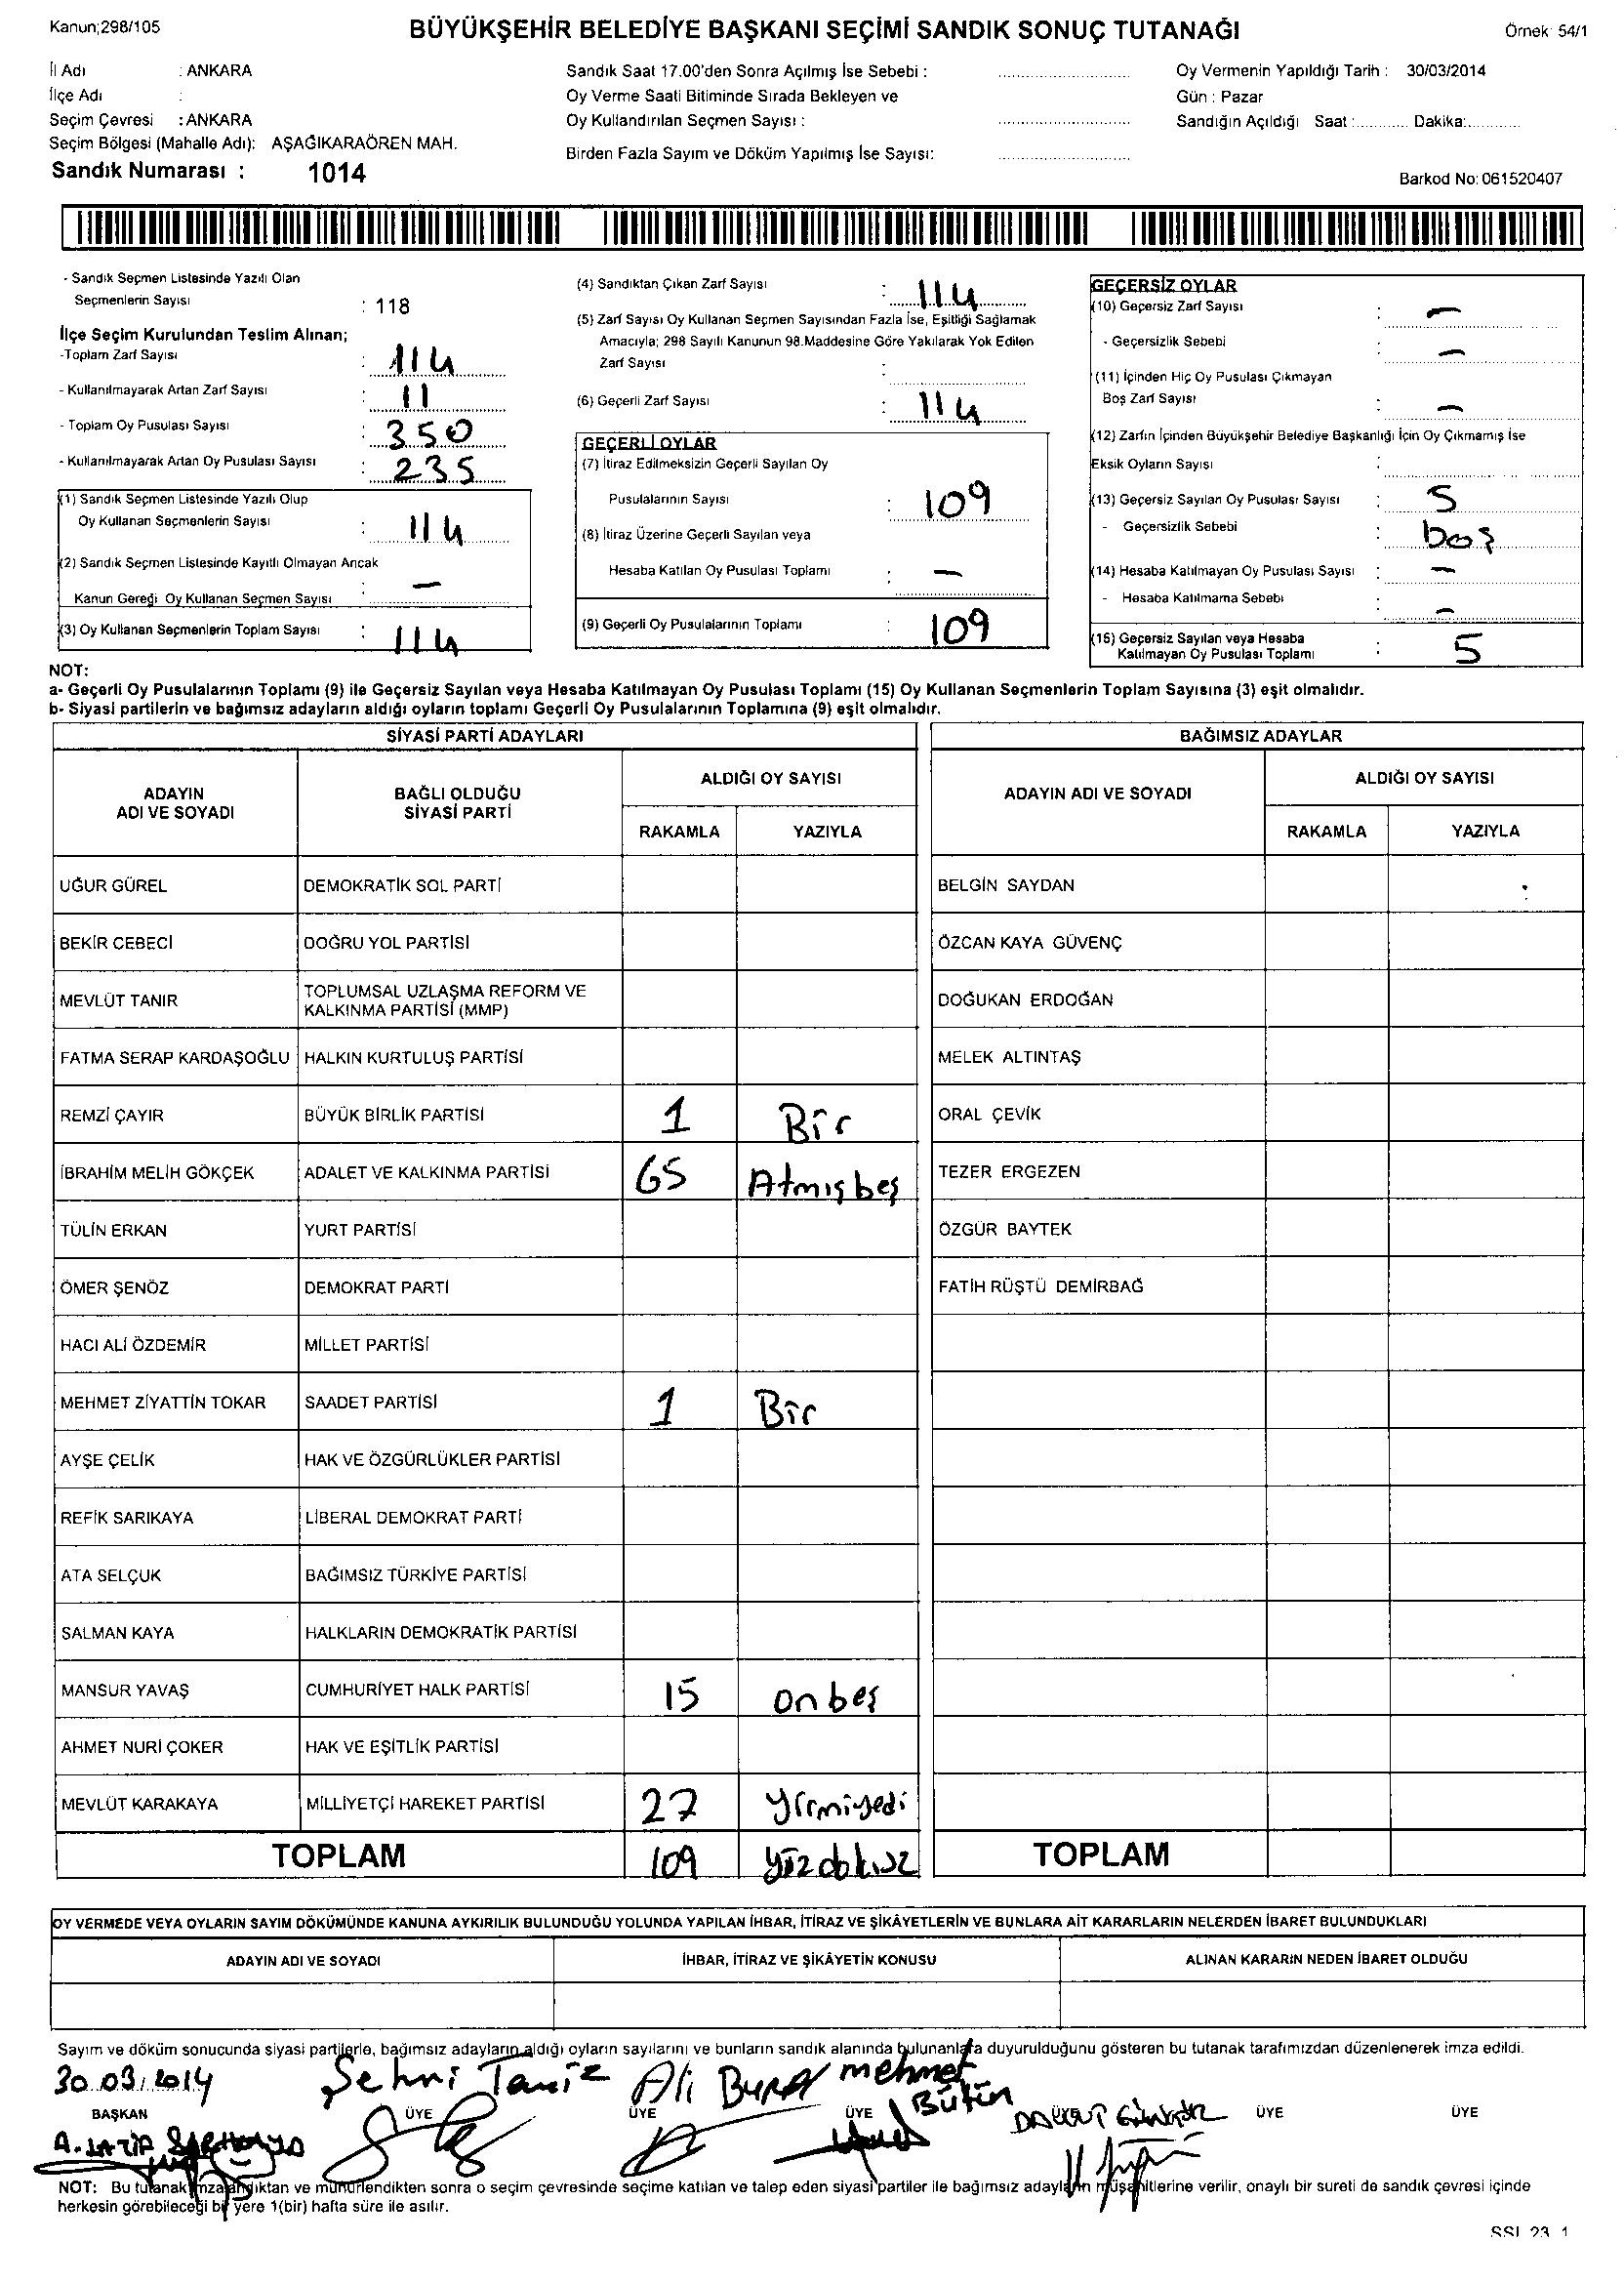 Kanun;298/105
BÜYÜKŞEHİR BELEDİYE BAŞKANI SEÇİMİ SANDIK SONUÇ TUTANAĞI
Örnek: 54/1
İl Adı : ANKARA
İlçe Adı :
Seçim Çevresi : ANKARA
Seçim Bölgesi (Mahalle Adı): AŞAĞIKARAÖREN MAH.
Sandık Numarası : 1014
Sandık Saat 17.00'den Sonra Açılmış İse Sebebi :
Oy Verme Saati Bitiminde Sırada Bekleyen ve
Oy Kullandırılan Seçmen Sayısı :
Birden Fazla Sayım ve Döküm Yapılmış İse Sayısı:
Oy Vermenin Yapıldığı Tarih : 30/03/2014
Gün : Pazar
Sandığın Açıldığı Saat :............ Dakika:............
Barkod No: 061520407
- Sandık Seçmen Listesinde Yazılı Olan
Seçmenlerin Sayısı : 118
İlçe Seçim Kurulundan Teslim Alınan;
-Toplam Zarf Sayısı : 114
- Kullanılmayarak Artan Zarf Sayısı : 11
- Toplam Oy Pusulası Sayısı : 350
- Kullanılmayarak Artan Oy Pusulası Sayısı : 235
(1) Sandık Seçmen Listesinde Yazılı Olup
Oy Kullanan Seçmenlerin Sayısı : 114
(2) Sandık Seçmen Listesinde Kayıtlı Olmayan Ancak
Kanun Gereği Oy Kullanan Seçmen Sayısı : —
(3) Oy Kullanan Seçmenlerin Toplam Sayısı : 114
(4) Sandıktan Çıkan Zarf Sayısı : 114
(5) Zarf Sayısı Oy Kullanan Seçmen Sayısından Fazla İse, Eşitliği Sağlamak
Amacıyla; 298 Sayılı Kanunun 98.Maddesine Göre Yakılarak Yok Edilen
Zarf Sayısı :
(6) Geçerli Zarf Sayısı : 114
GEÇERLİ OYLAR
(7) İtiraz Edilmeksizin Geçerli Sayılan Oy
Pusulalarının Sayısı : 109
(8) İtiraz Üzerine Geçerli Sayılan veya
Hesaba Katılan Oy Pusulası Toplamı : —
(9) Geçerli Oy Pusulalarının Toplamı : 109
GEÇERSİZ OYLAR
(10) Geçersiz Zarf Sayısı : —
- Geçersizlik Sebebi : —
(11) İçinden Hiç Oy Pusulası Çıkmayan
Boş Zarf Sayısı : —
(12) Zarfın İçinden Büyükşehir Belediye Başkanlığı İçin Oy Çıkmamış İse
Eksik Oyların Sayısı :
(13) Geçersiz Sayılan Oy Pusulası Sayısı : 5
- Geçersizlik Sebebi : boş
(14) Hesaba Katılmayan Oy Pusulası Sayısı : —
- Hesaba Katılmama Sebebi : —
(15) Geçersiz Sayılan veya Hesaba
Katılmayan Oy Pusulası Toplamı : 5
NOT:
a- Geçerli Oy Pusulalarının Toplamı (9) ile Geçersiz Sayılan veya Hesaba Katılmayan Oy Pusulası Toplamı (15) Oy Kullanan Seçmenlerin Toplam Sayısına (3) eşit olmalıdır.
b- Siyasi partilerin ve bağımsız adayların aldığı oyların toplamı Geçerli Oy Pusulalarının Toplamına (9) eşit olmalıdır.
SİYASİ PARTİ ADAYLARI
ADAYIN ADI VE SOYADI
BAĞLI OLDUĞU SİYASİ PARTİ
ALDIĞI OY SAYISI
RAKAMLA YAZIYLA
UĞUR GÜREL DEMOKRATİK SOL PARTİ
BEKİR CEBECİ DOĞRU YOL PARTİSİ
MEVLÜT TANIR TOPLUMSAL UZLAŞMA REFORM VE
KALKINMA PARTİSİ (MMP)
FATMA SERAP KARDAŞOĞLU HALKIN KURTULUŞ PARTİSİ
REMZİ ÇAYIR BÜYÜK BİRLİK PARTİSİ 1 Bir
İBRAHİM MELİH GÖKÇEK ADALET VE KALKINMA PARTİSİ 65 Atmışbeş
TÜLİN ERKAN YURT PARTİSİ
ÖMER ŞENÖZ DEMOKRAT PARTİ
HACI ALİ ÖZDEMİR MİLLET PARTİSİ
MEHMET ZİYATTİN TOKAR SAADET PARTİSİ 1 Bir
AYŞE ÇELİK HAK VE ÖZGÜRLÜKLER PARTİSİ
REFİK SARIKAYA LİBERAL DEMOKRAT PARTİ
ATA SELÇUK BAĞIMSIZ TÜRKİYE PARTİSİ
SALMAN KAYA HALKLARIN DEMOKRATİK PARTİSİ
MANSUR YAVAŞ CUMHURİYET HALK PARTİSİ 15 onbeş
AHMET NURİ ÇOKER HAK VE EŞİTLİK PARTİSİ
MEVLÜT KARAKAYA MİLLİYETÇİ HAREKET PARTİSİ 27 Yirmiyedi
TOPLAM 109 yüzdokuz
BAĞIMSIZ ADAYLAR
ADAYIN ADI VE SOYADI
ALDIĞI OY SAYISI
RAKAMLA YAZIYLA
BELGİN SAYDAN
ÖZCAN KAYA GÜVENÇ
DOĞUKAN ERDOĞAN
MELEK ALTINTAŞ
ORAL ÇEVİK
TEZER ERGEZEN
ÖZGÜR BAYTEK
FATİH RÜŞTÜ DEMİRBAĞ
TOPLAM
OY VERMEDE VEYA OYLARIN SAYIM DÖKÜMÜNDE KANUNA AYKIRILIK BULUNDUĞU YOLUNDA YAPILAN İHBAR, İTİRAZ VE ŞİKÂYETLERİN VE BUNLARA AİT KARARLARIN NELERDEN İBARET BULUNDUKLARI
ADAYIN ADI VE SOYADI İHBAR, İTİRAZ VE ŞİKÂYETİN KONUSU ALINAN KARARIN NEDEN İBARET OLDUĞU
Sayım ve döküm sonucunda siyasi partilerle, bağımsız adayların aldığı oyların sayılarını ve bunların sandık alanında bulunanlara duyurulduğunu gösteren bu tutanak tarafımızdan düzenlenerek imza edildi.
30.03.2014 Ali mehmet Bütün
BAŞKAN ÜYE ÜYE ÜYE ÜYE ÜYE
NOT: Bu tutanak imzalandıktan ve mühürlendikten sonra o seçim çevresinde seçime katılan ve talep eden siyasi partiler ile bağımsız adayların müşahitlerine verilir, onaylı bir sureti de sandık çevresi içinde
herkesin görebileceği bir yere 1(bir) hafta süre ile asılır.